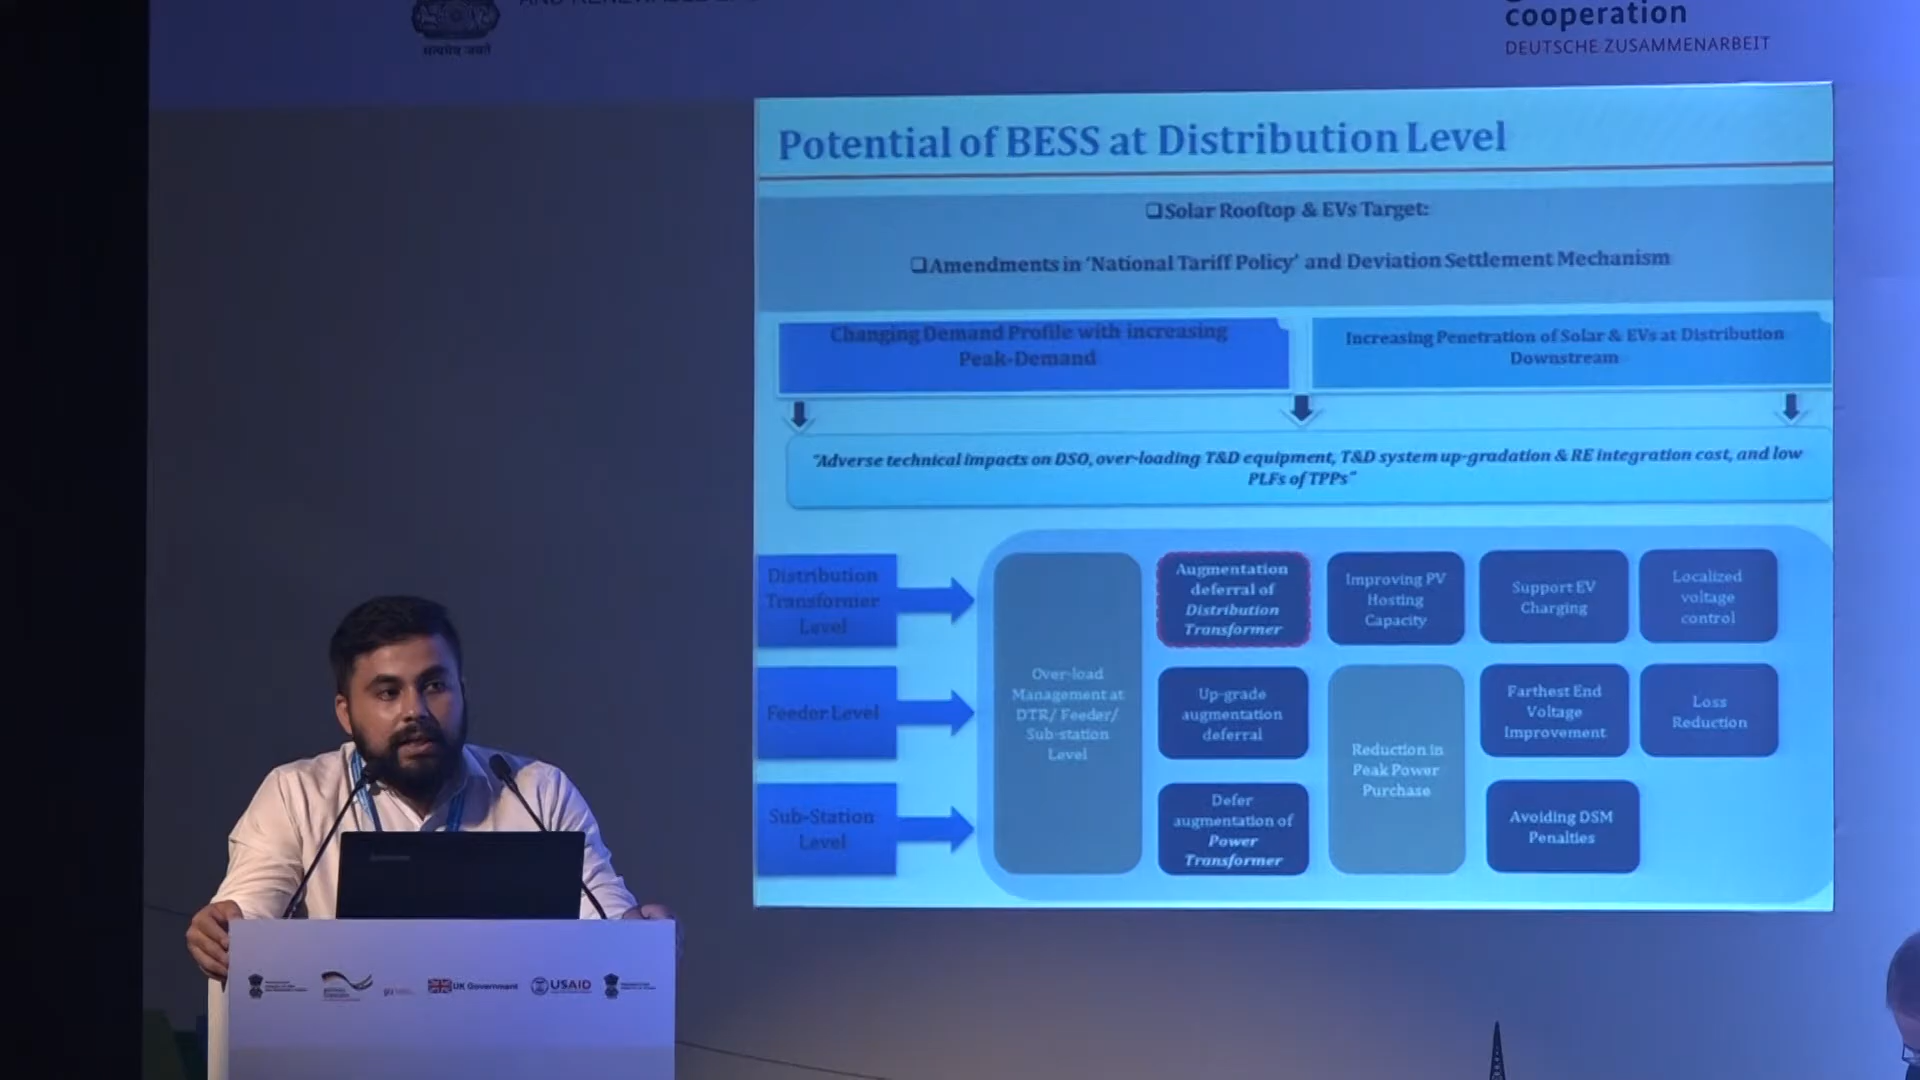 सत्यमेव जयते
cooperation
DEUTSCHE ZUSAMMENARBEIT
Potential of BESS at Distribution Level
❑Solar Rooftop & EVs Target:
❑Amendments in ‘National Tariff Policy’ and Deviation Settlement Mechanism
Changing Demand Profile with increasing
Peak-Demand
Increasing Penetration of Solar & EVs at Distribution
Downstream
“Adverse technical impacts on DSO, over-loading T&D equipment, T&D system up-gradation & RE integration cost, and low
PLFs of TPPs”
Distribution
Transformer
Level
Over-load
Management at
DTR/ Feeder/
Sub-station
Level
Augmentation
deferral of
Distribution
Transformer
Improving PV
Hosting
Capacity
Support EV
Charging
Localized
voltage
control
Feeder Level
Up-grade
augmentation
deferral
Reduction in
Peak Power
Purchase
Farthest End
Voltage
Improvement
Loss
Reduction
Sub-Station
Level
Defer
augmentation of
Power
Transformer
Avoiding DSM
Penalties
giz
UK Government
USAID